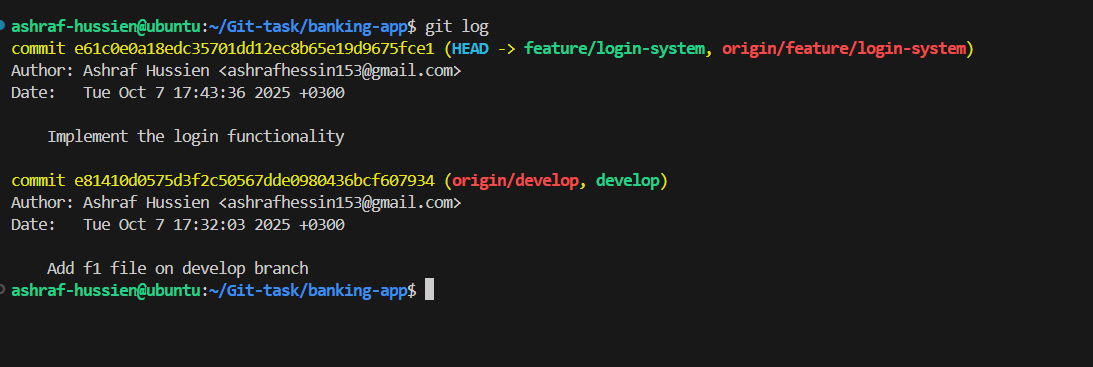 ashraf-hussien@ubuntu:~/Git-task/banking-app$ git log
commit e61c0e0a18edc35701dd12ec8b65e19d9675fce1 (HEAD -> feature/login-system, origin/feature/login-system)
Author: Ashraf Hussien <ashrafhessin153@gmail.com>
Date:   Tue Oct 7 17:43:36 2025 +0300
    Implement the login functionality
commit e81410d0575d3f2c50567dde0980436bcf607934 (origin/develop, develop)
Author: Ashraf Hussien <ashrafhessin153@gmail.com>
Date:   Tue Oct 7 17:32:03 2025 +0300
    Add f1 file on develop branch
ashraf-hussien@ubuntu:~/Git-task/banking-app$